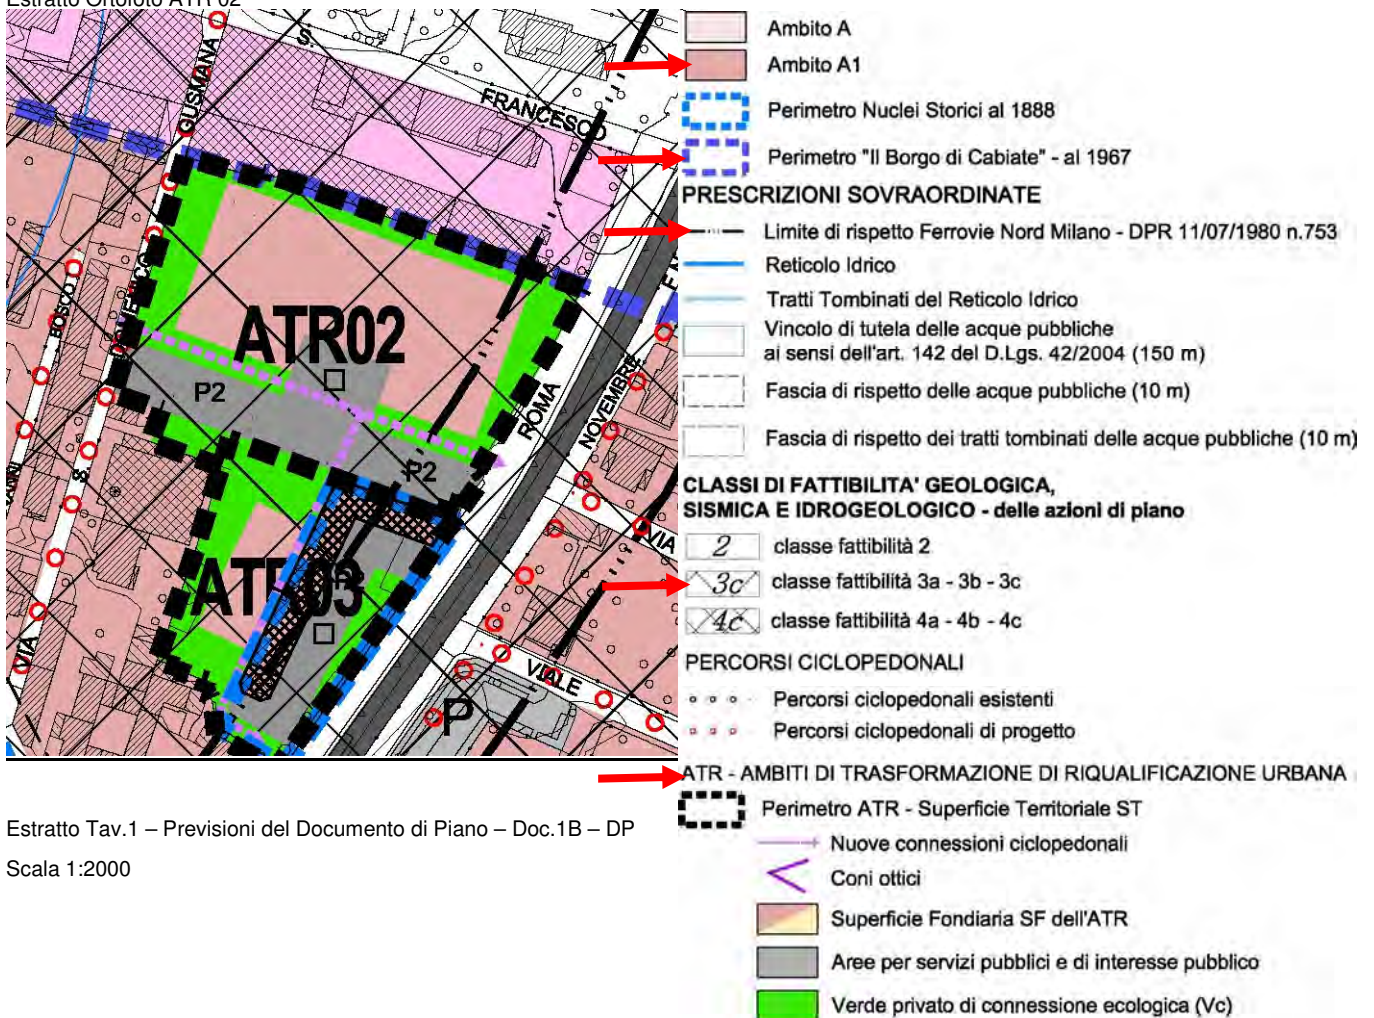 Estratto Ortofoto ATR 02
S.
FRANCESCO
GUSMANA
DOMENICO
BOSCO
ATR02
P2
P2
ROMA
NOVEMBRE
VIA
ATR03
S.
VIA
VIALE
P
Estratto Tav.1 – Previsioni del Documento di Piano – Doc.1B – DP
Scala 1:2000
Ambito A
Ambito A1
Perimetro Nuclei Storici al 1888
Perimetro "Il Borgo di Cabiate" - al 1967
PRESCRIZIONI SOVRAORDINATE
Limite di rispetto Ferrovie Nord Milano - DPR 11/07/1980 n.753
Reticolo Idrico
Tratti Tombinati del Reticolo Idrico
Vincolo di tutela delle acque pubbliche
ai sensi dell'art. 142 del D.Lgs. 42/2004 (150 m)
Fascia di rispetto delle acque pubbliche (10 m)
Fascia di rispetto dei tratti tombinati delle acque pubbliche (10 m)
CLASSI DI FATTIBILITA' GEOLOGICA,
SISMICA E IDROGEOLOGICO - delle azioni di piano
2 classe fattibilità 2
3c classe fattibilità 3a - 3b - 3c
4c classe fattibilità 4a - 4b - 4c
PERCORSI CICLOPEDONALI
Percorsi ciclopedonali esistenti
Percorsi ciclopedonali di progetto
ATR - AMBITI DI TRASFORMAZIONE DI RIQUALIFICAZIONE URBANA
Perimetro ATR - Superficie Territoriale ST
Nuove connessioni ciclopedonali
Coni ottici
Superficie Fondiaria SF dell'ATR
Aree per servizi pubblici e di interesse pubblico
Verde privato di connessione ecologica (Vc)